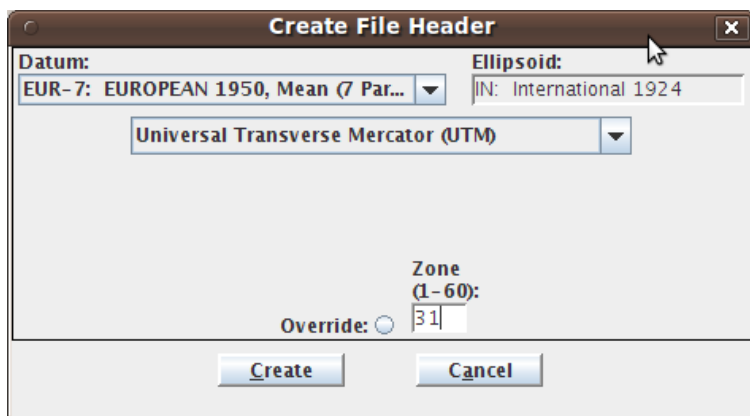 Create File Header
Datum:
Ellipsoid:
EUR-7: EUROPEAN 1950, Mean (7 Par...
IN: International 1924
Universal Transverse Mercator (UTM)
Zone
(1-60):
Override:
31
Create
Cancel